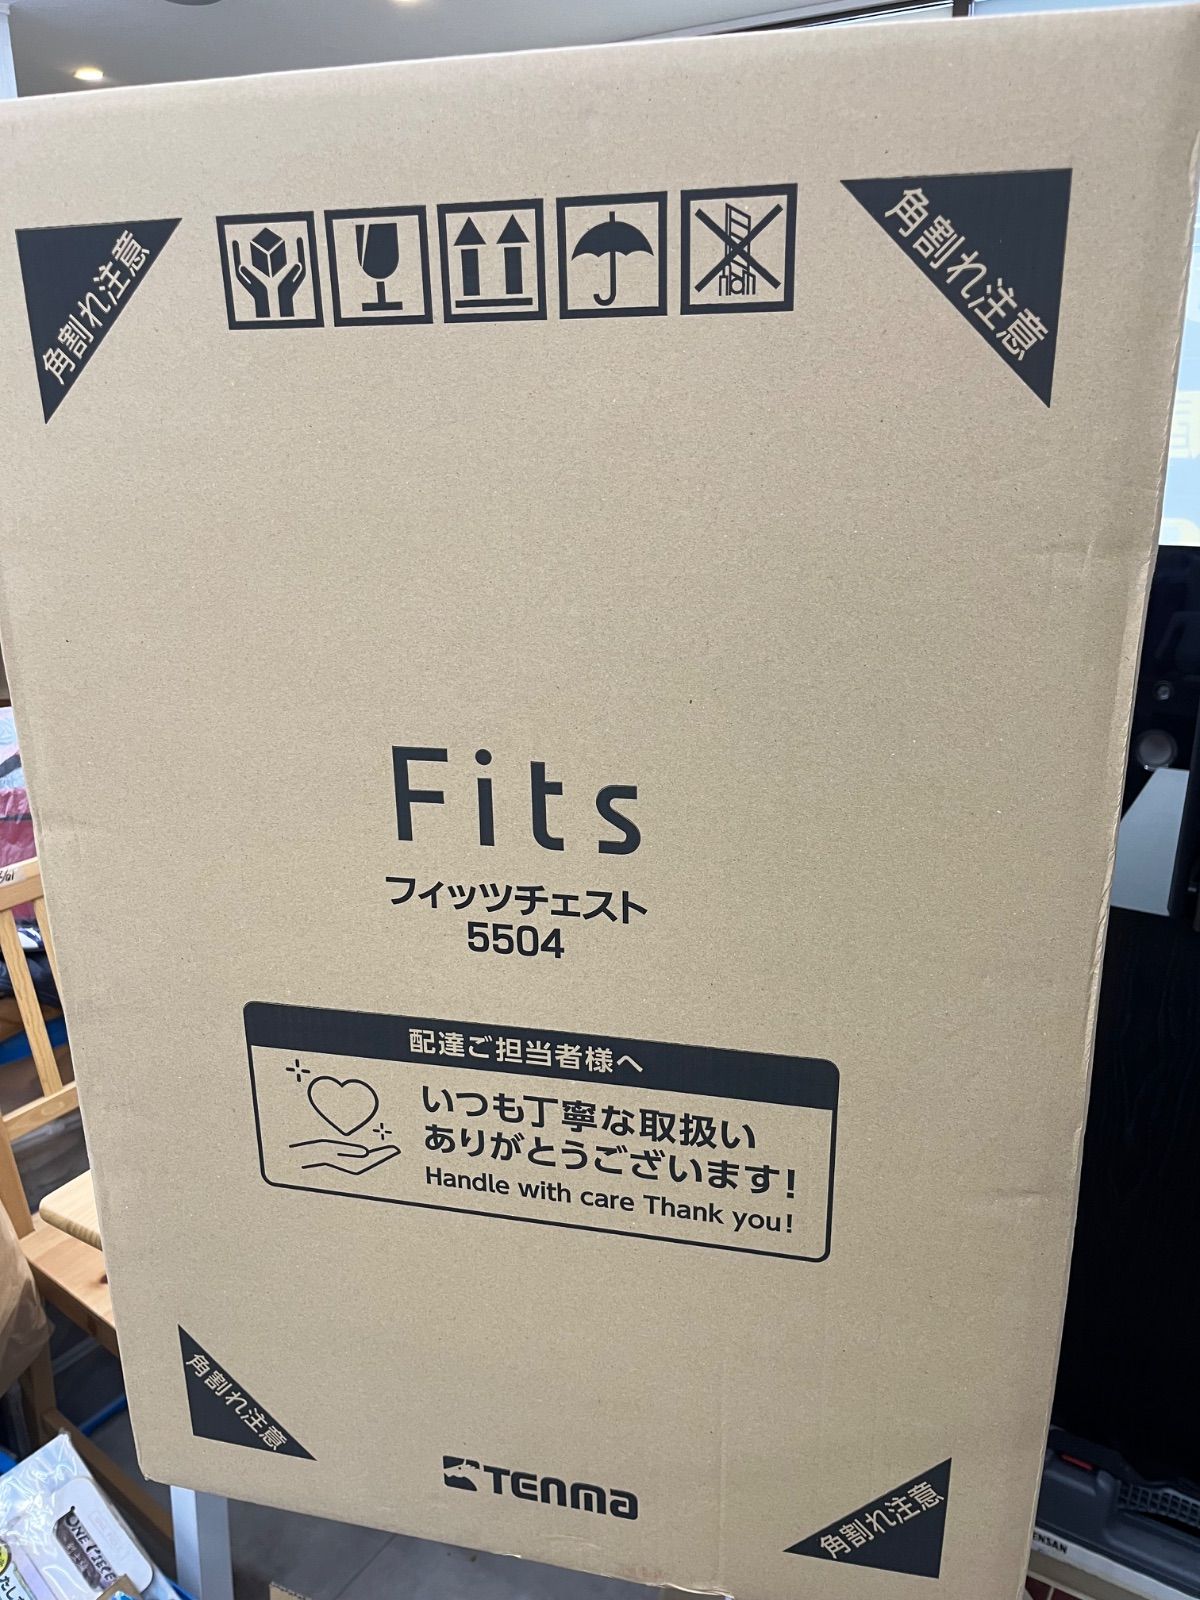 角割れ注意
角割れ注意
Fits
フィッツチェスト
5504
配達ご担当者様へ
いつも丁寧な取扱い
ありがとうございます!
Handle with care Thank you!
角割れ注意
TENMA
角割れ注意
ONE PIECE
ENSAN